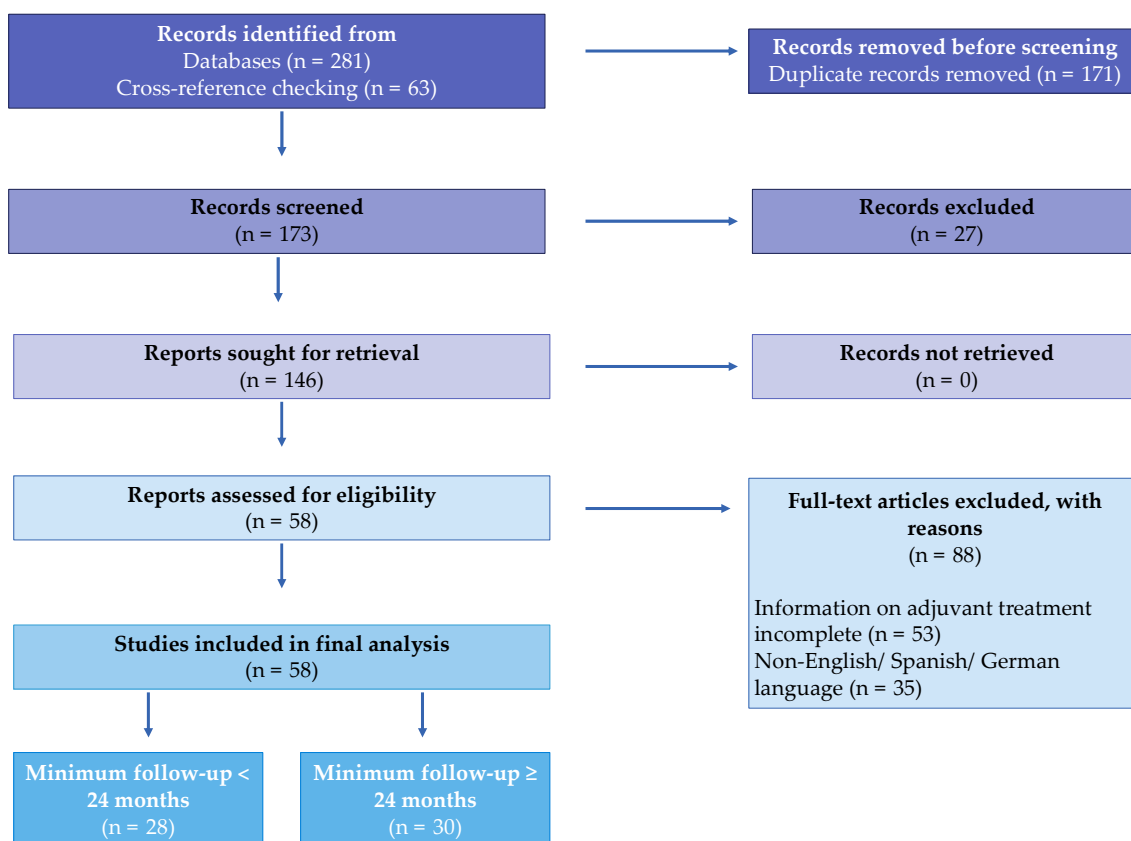 Records identified from
Databases (n = 281)
Cross-reference checking (n = 63)
Records removed before screening
Duplicate records removed (n = 171)
Records screened
(n = 173)
Records excluded
(n = 27)
Reports sought for retrieval
(n = 146)
Records not retrieved
(n = 0)
Reports assessed for eligibility
(n = 58)
Full-text articles excluded, with
reasons
(n = 88)
Information on adjuvant treatment
incomplete (n = 53)
Non-English/ Spanish/ German
language (n = 35)
Studies included in final analysis
(n = 58)
Minimum follow-up <
24 months
(n = 28)
Minimum follow-up ≥
24 months
(n = 30)